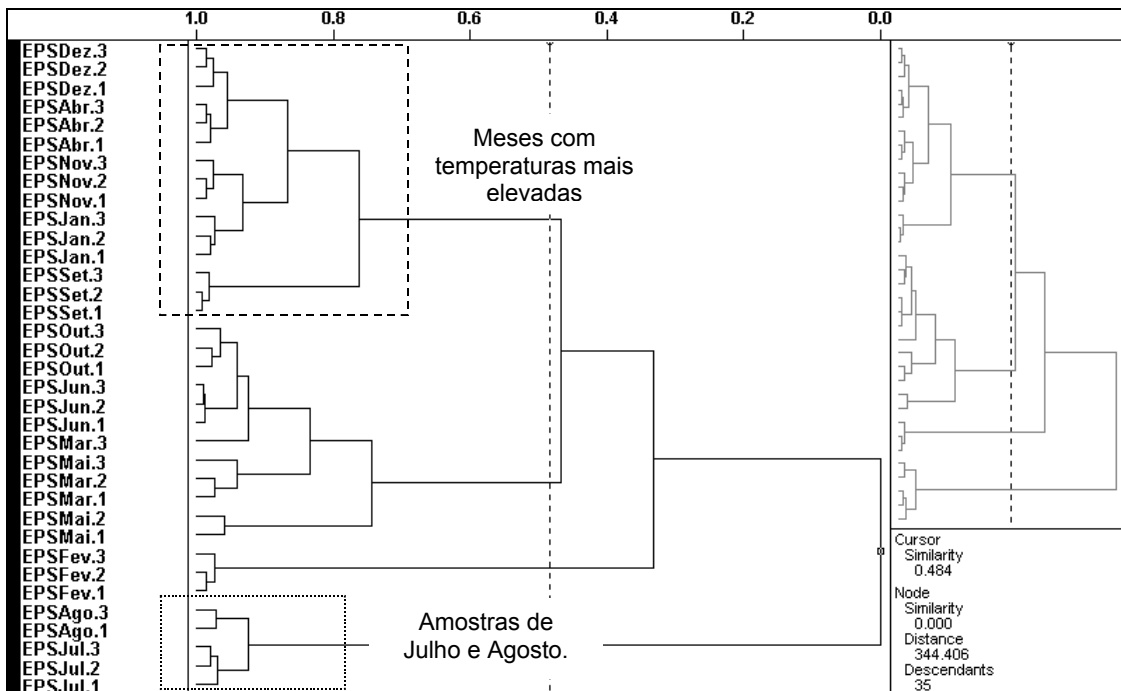 1.0 0.8 0.6 0.4 0.2 0.0
EPSDez.3
EPSDez.2
EPSDez.1
EPSAbr.3
EPSAbr.2
EPSAbr.1
EPSNov.3
EPSNov.2
EPSNov.1
EPSJan.3
EPSJan.2
EPSJan.1
EPSSet.3
EPSSet.2
EPSSet.1
EPSOut.3
EPSOut.2
EPSOut.1
EPSJun.3
EPSJun.2
EPSJun.1
EPSMar.3
EPSMai.3
EPSMar.2
EPSMar.1
EPSMai.2
EPSMai.1
EPSFev.3
EPSFev.2
EPSFev.1
EPSAgo.3
EPSAgo.1
EPSJul.3
EPSJul.2
EPSJul.1
Meses com
temperaturas mais
elevadas
Amostras de
Julho e Agosto.
Cursor
Similarity
0.484
Node
Similarity
0.000
Distance
344.406
Descendants
35